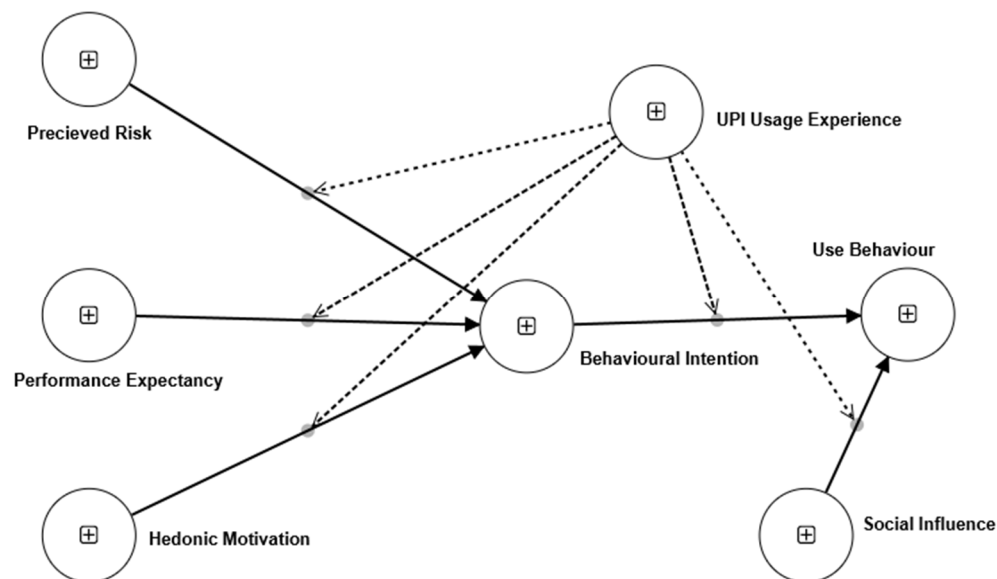 Precieved Risk
UPI Usage Experience
Use Behaviour
Behavioural Intention
Performance Expectancy
Hedonic Motivation
Social Influence